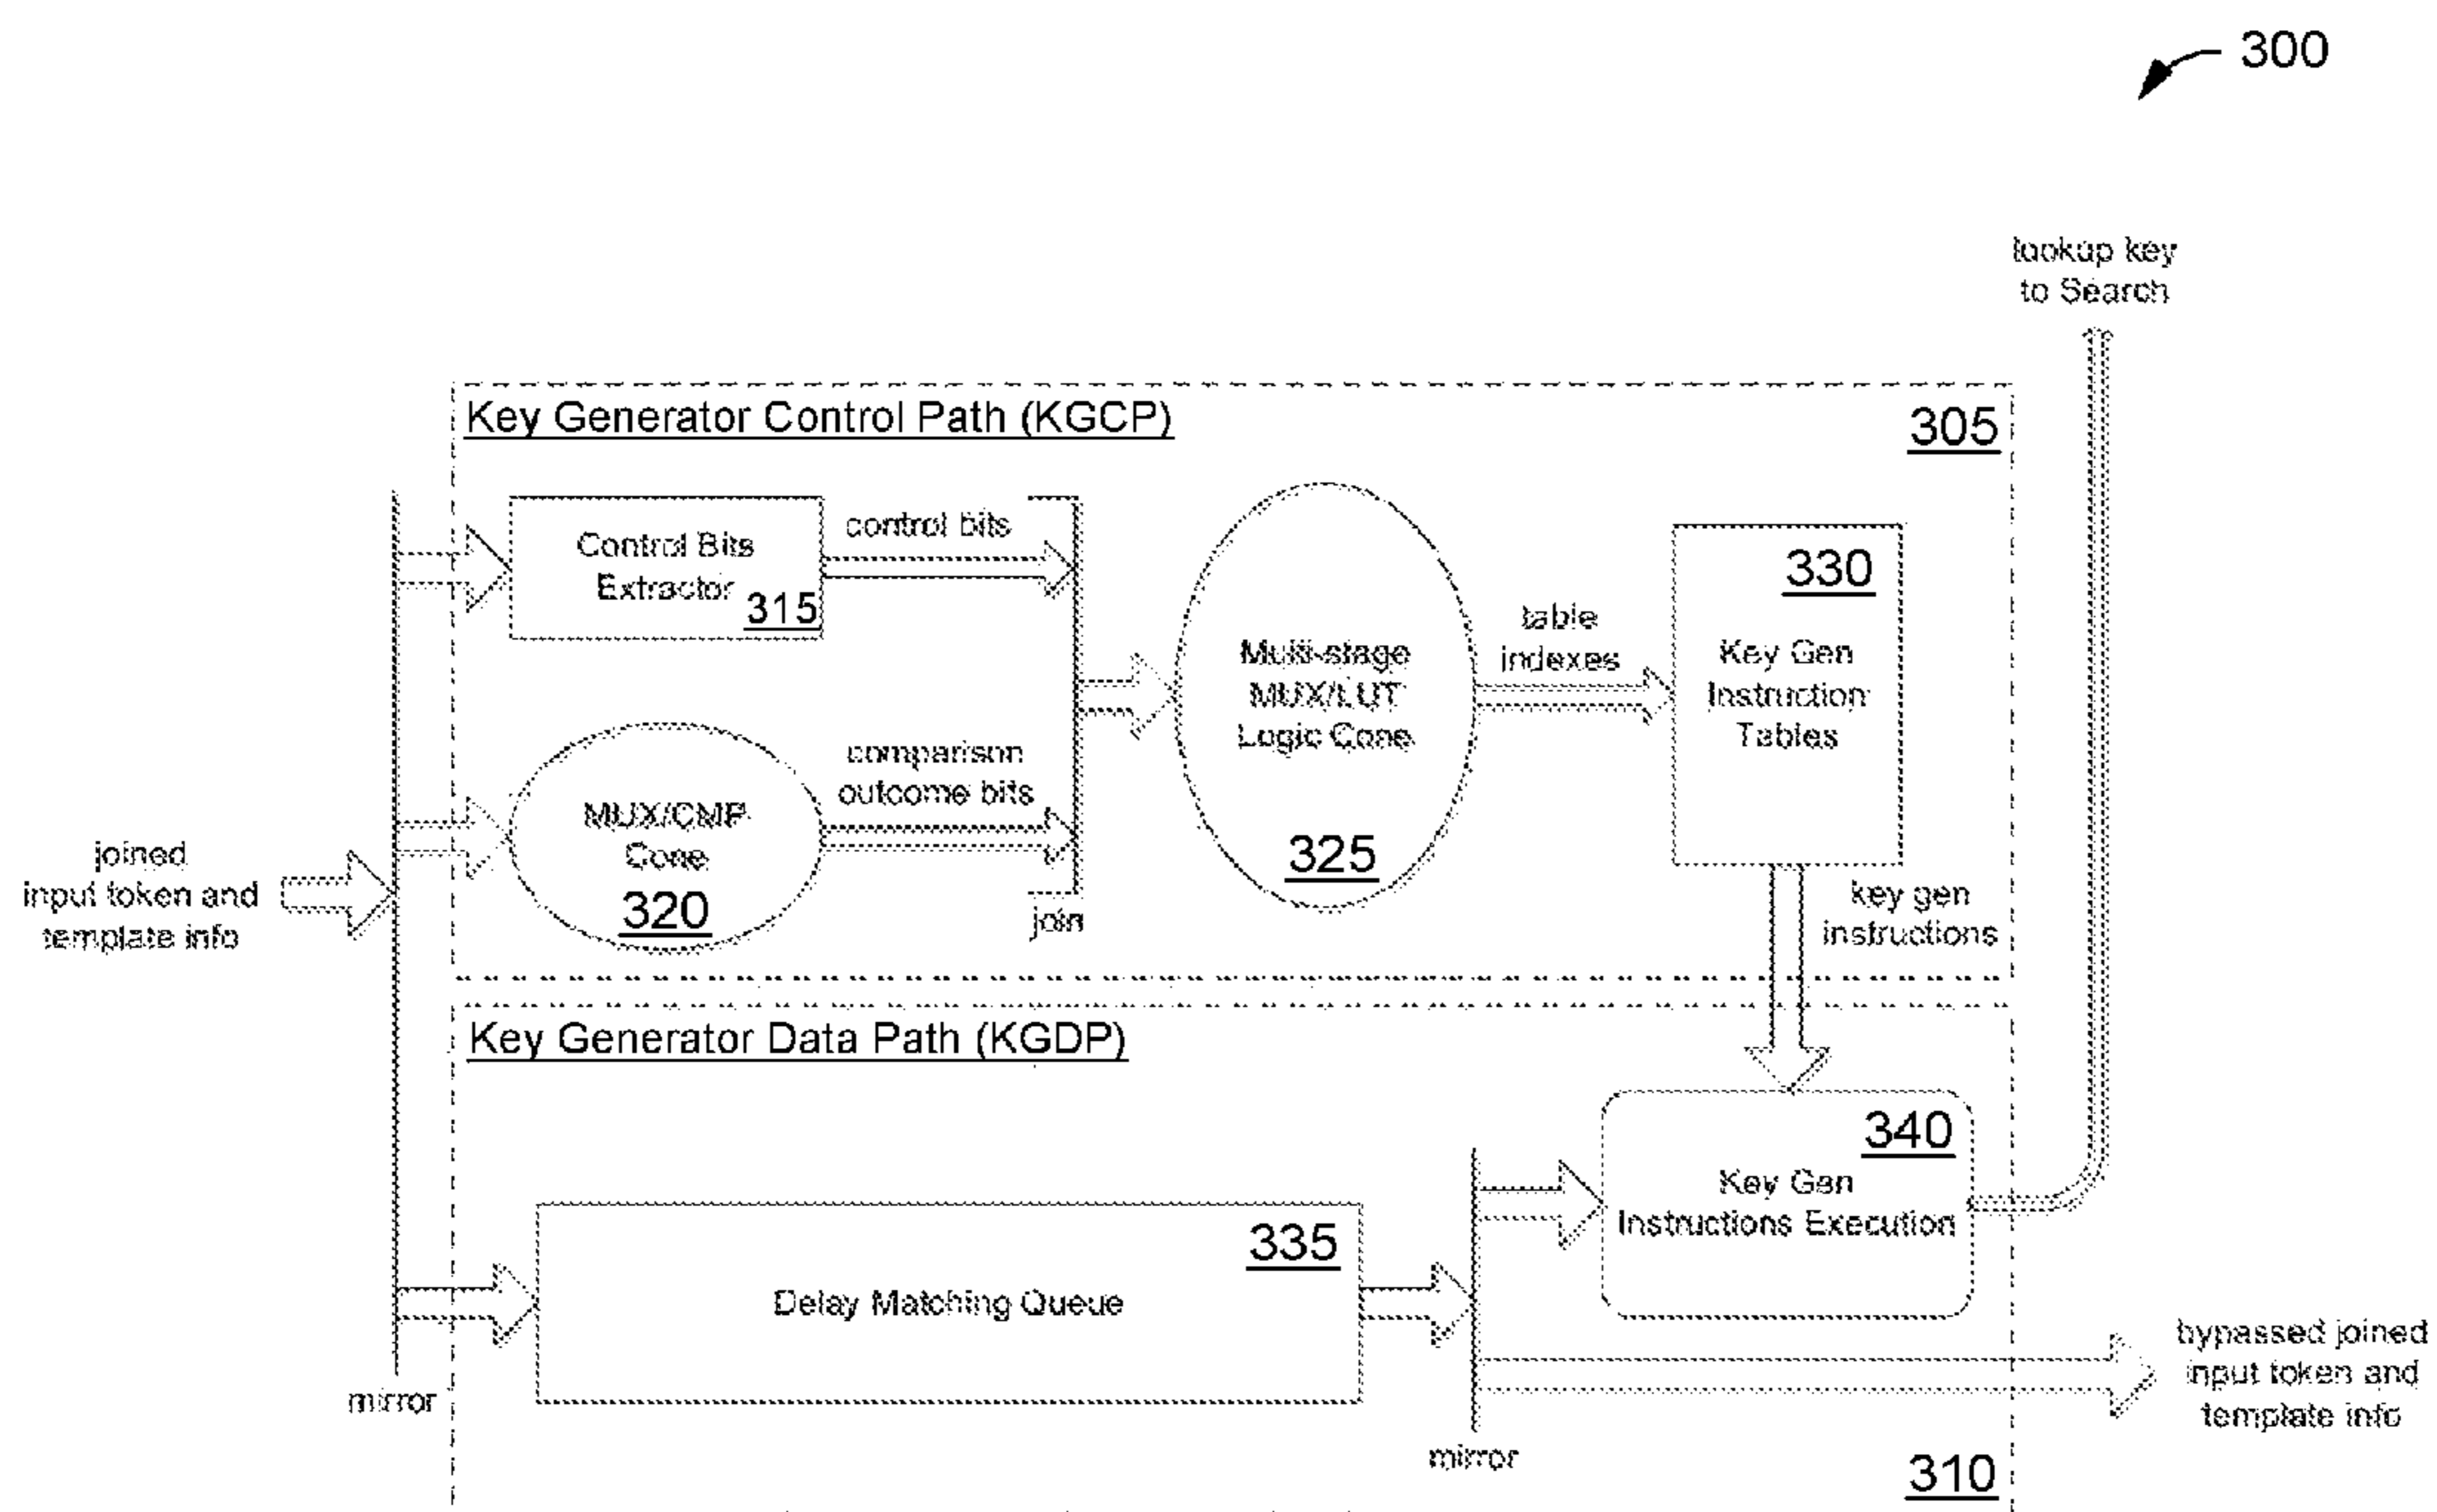 300
lookup key
to Search
Key Generator Control Path (KGCP)
305
Control Bits
Extractor
315
control bits
MUX/CMP
Cone
320
comparison
outcome bits
join
Multi-stage
MUX/LUT
Logic Cone
325
table
indexes
330
Key Gen
Instruction
Tables
key gen
instructions
joined
input token and
template info
Key Generator Data Path (KGDP)
340
Key Gen
Instructions Execution
335
Delay Matching Queue
mirror
mirror
bypassed joined
input token and
template info
310